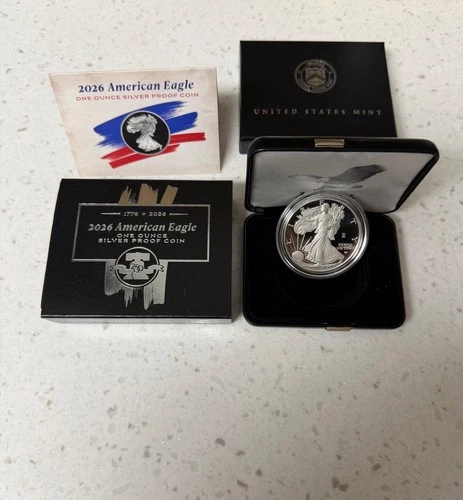 2026 American Eagle
ONE OUNCE SILVER PROOF COIN
UNITED STATES MINT
1776 ★ 2026
2026 American Eagle
ONE OUNCE
SILVER PROOF COIN
250